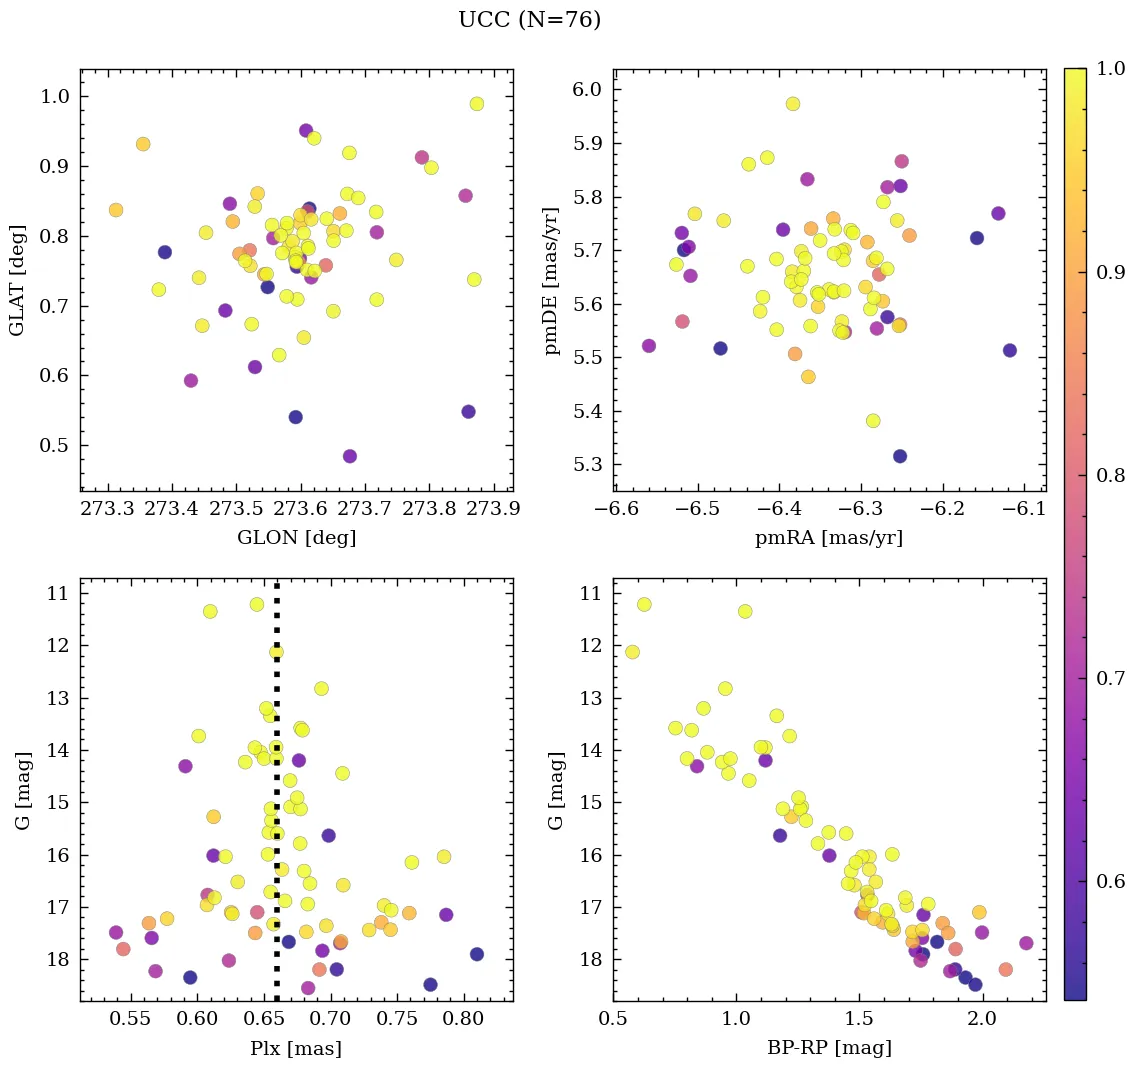 UCC (N=76)
1.0
0.9
0.8
0.7
0.6
0.5
GLAT [deg]
273.3 273.4 273.5 273.6 273.7 273.8 273.9
GLON [deg]
6.0
5.9
5.8
5.7
5.6
5.5
5.4
5.3
pmDE [mas/yr]
−6.6 −6.5 −6.4 −6.3 −6.2 −6.1
pmRA [mas/yr]
11
12
13
14
15
16
17
18
G [mag]
0.55 0.60 0.65 0.70 0.75 0.80
Plx [mas]
11
12
13
14
15
16
17
18
G [mag]
0.5 1.0 1.5 2.0
BP-RP [mag]
1.0
0.9
0.8
0.7
0.6